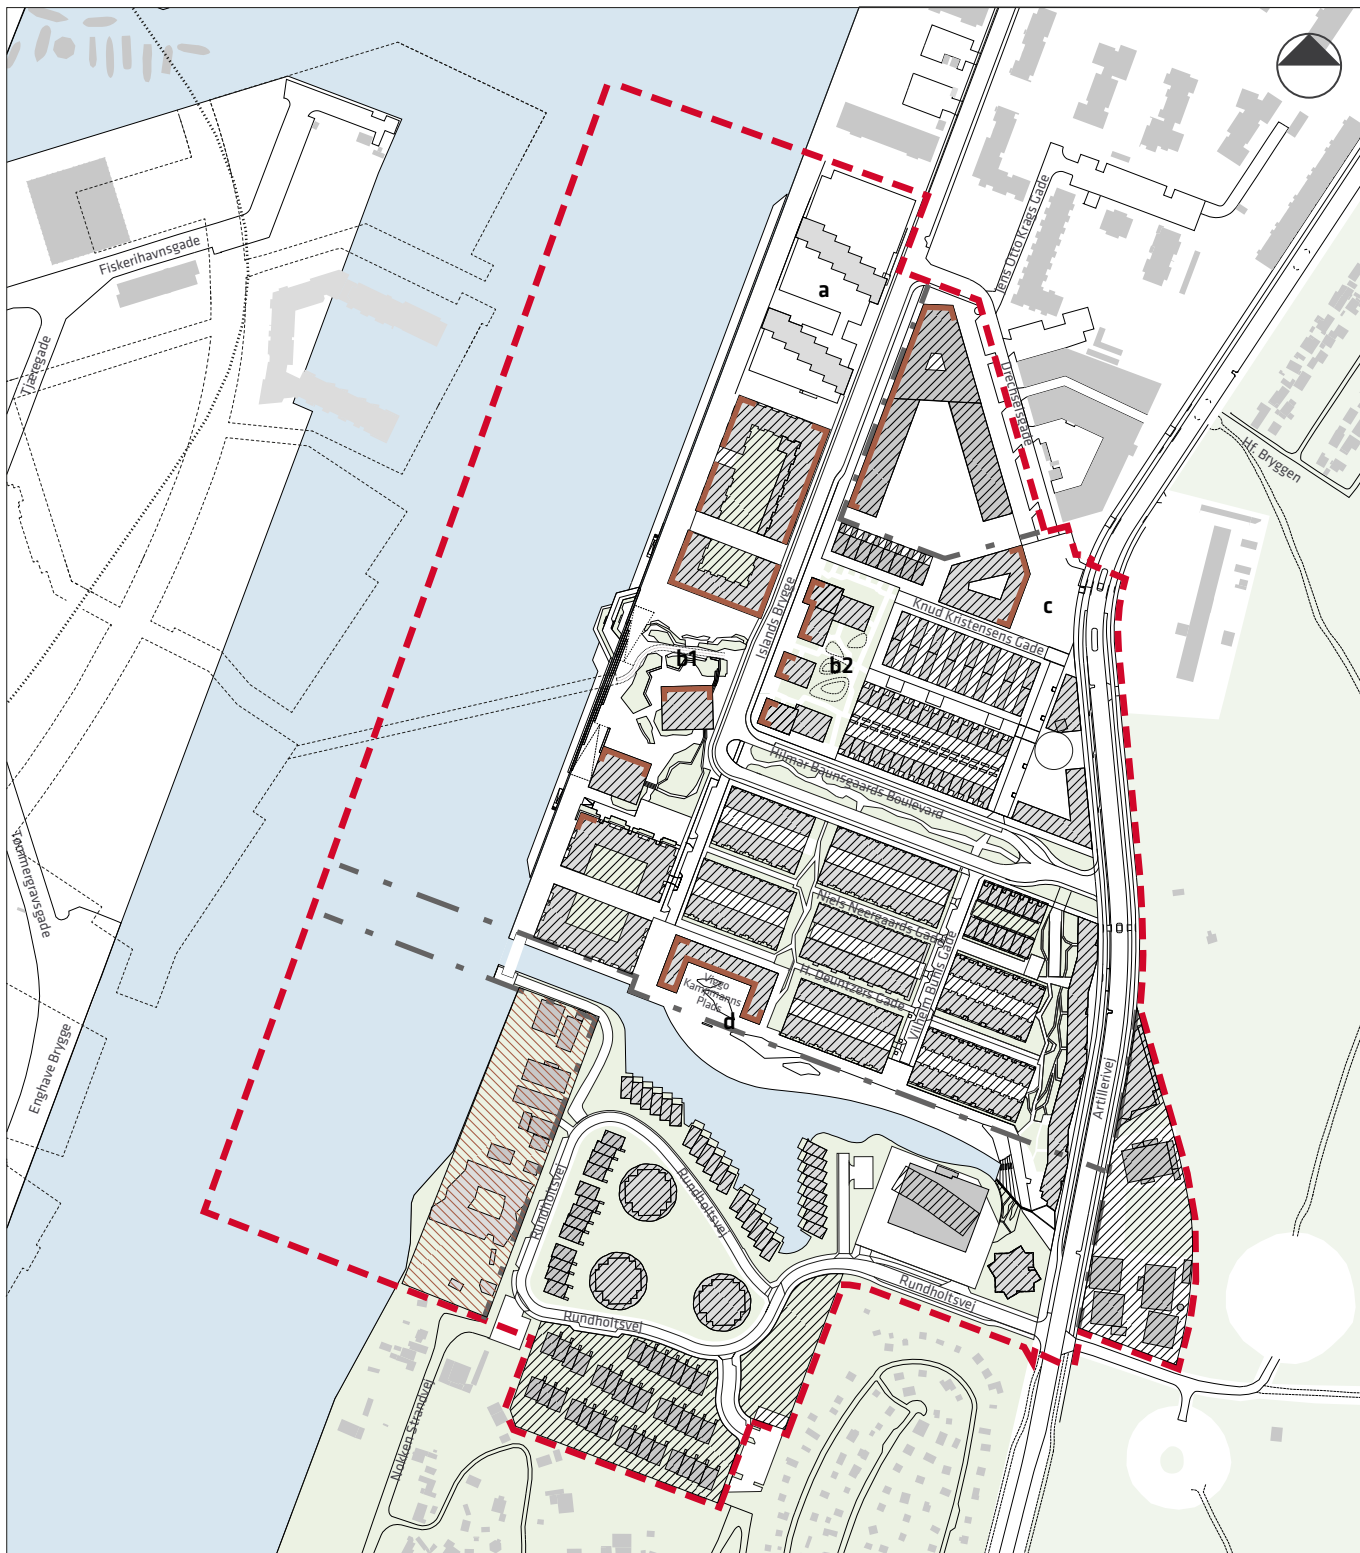 Fiskerihavnsgade
Jens Otto Krags Gade
a
Tjæregade
Drechselsgade
Hf. Bryggen
Islands Brygge
Knud Kristensens Gade
c
b1
b2
Hilmar Baunsgaards Boulevard
Tømmergravsgade
Niels Neergaards Gade
Vilhelm Buhls Gade
H. Deuntzers Gade
Viggo
Kampmanns
Plads
d
Enghave Brygge
Artillerivej
Rundholtsvej
Rundholtsvej
Rundholtsvej
Rundholtsvej
Nokken Strandvej